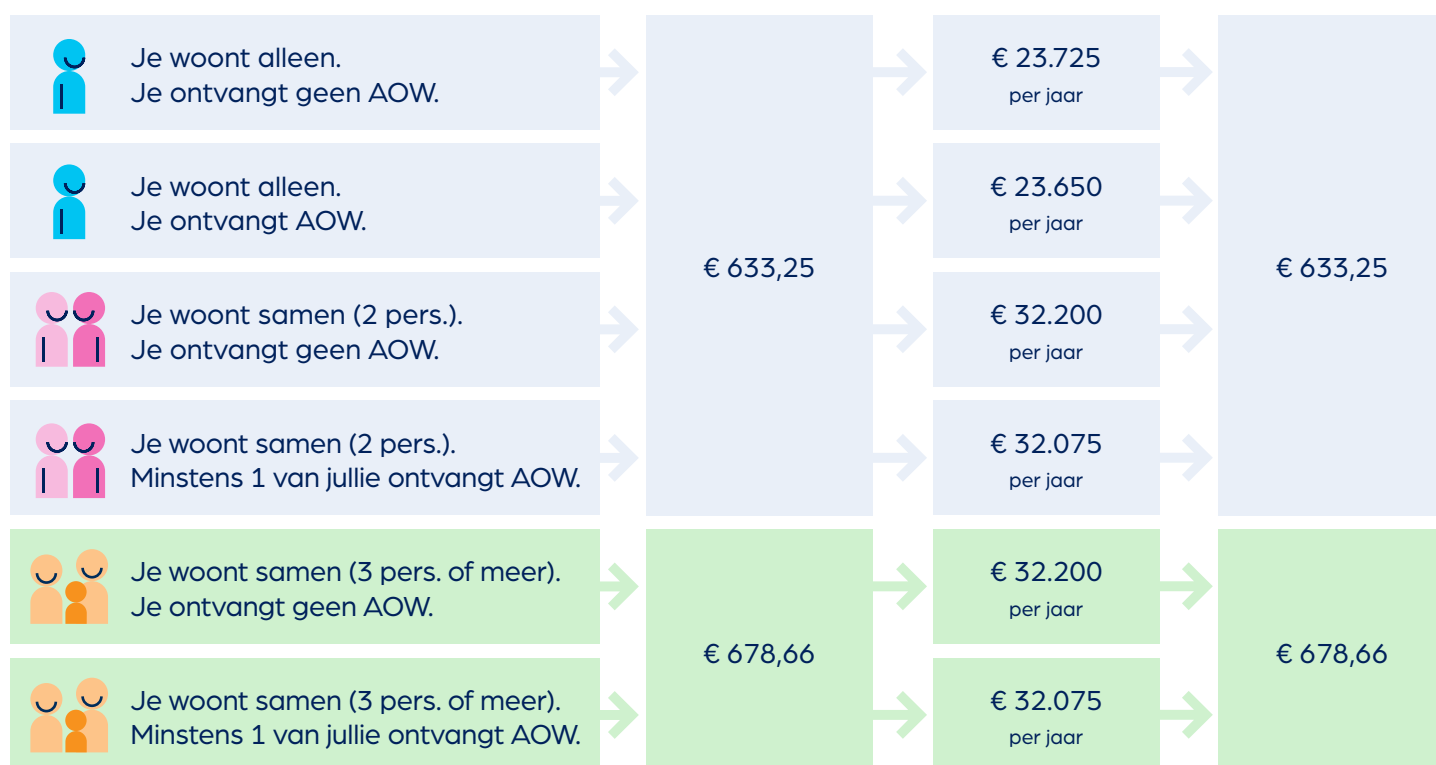 Je woont alleen.
Je ontvangt geen AOW.
€ 23.725
per jaar
Je woont alleen.
Je ontvangt AOW.
€ 23.650
per jaar
€ 633,25
€ 633,25
Je woont samen (2 pers.).
Je ontvangt geen AOW.
€ 32.200
per jaar
Je woont samen (2 pers.).
Minstens 1 van jullie ontvangt AOW.
€ 32.075
per jaar
Je woont samen (3 pers. of meer).
Je ontvangt geen AOW.
€ 32.200
per jaar
€ 678,66
€ 678,66
Je woont samen (3 pers. of meer).
Minstens 1 van jullie ontvangt AOW.
€ 32.075
per jaar